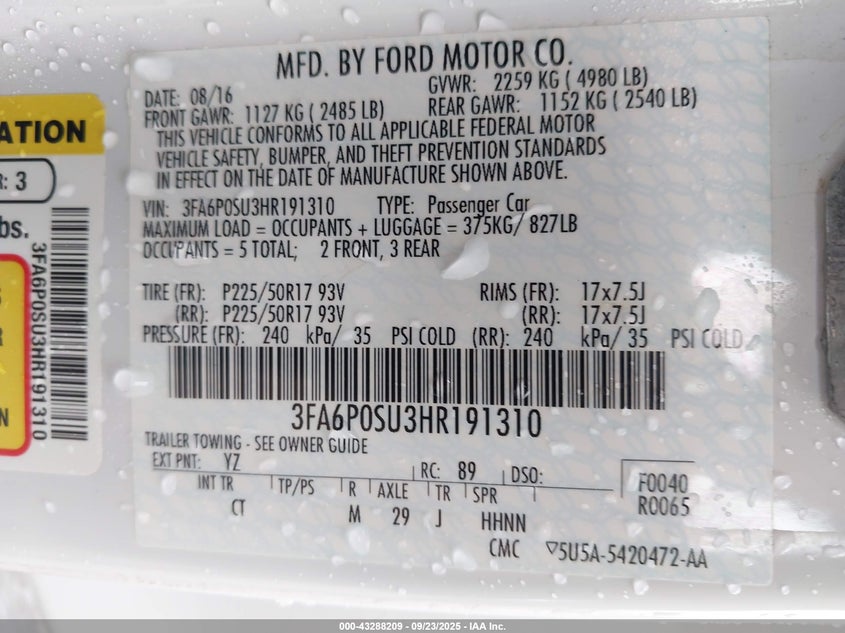 MFD. BY FORD MOTOR CO.
DATE: 08/16
GVWR: 2259 KG ( 4980 LB)
FRONT GAWR: 1127 KG ( 2485 LB)
REAR GAWR: 1152 KG ( 2540 LB)
THIS VEHICLE CONFORMS TO ALL APPLICABLE FEDERAL MOTOR
VEHICLE SAFETY, BUMPER, AND THEFT PREVENTION STANDARDS
IN EFFECT ON THE DATE OF MANUFACTURE SHOWN ABOVE.
VIN: 3FA6P0SU3HR191310 TYPE: Passenger Car
MAXIMUM LOAD = OCCUPANTS + LUGGAGE = 375KG/ 827LB
OCCUPANTS = 5 TOTAL; 2 FRONT, 3 REAR
TIRE (FR): P225/50R17 93V RIMS (FR): 17x7.5J
(RR): P225/50R17 93V (RR): 17x7.5J
PRESSURE (FR): 240 kPa/ 35 PSI COLD (RR): 240 kPa/ 35 PSI COLD
3FA6P0SU3HR191310
TRAILER TOWING - SEE OWNER GUIDE
EXT PNT: YZ RC: 89 DSO:
INT TR TP/PS R AXLE TR SPR
CT M 29 J HHNN
F0040
R0065
CMC ▽5U5A-5420472-AA
ATION
R: 3
bs.
S
R
N
3FA6P0SU3HR191310
000-43288209 - 09/23/2025 - IAA Inc.